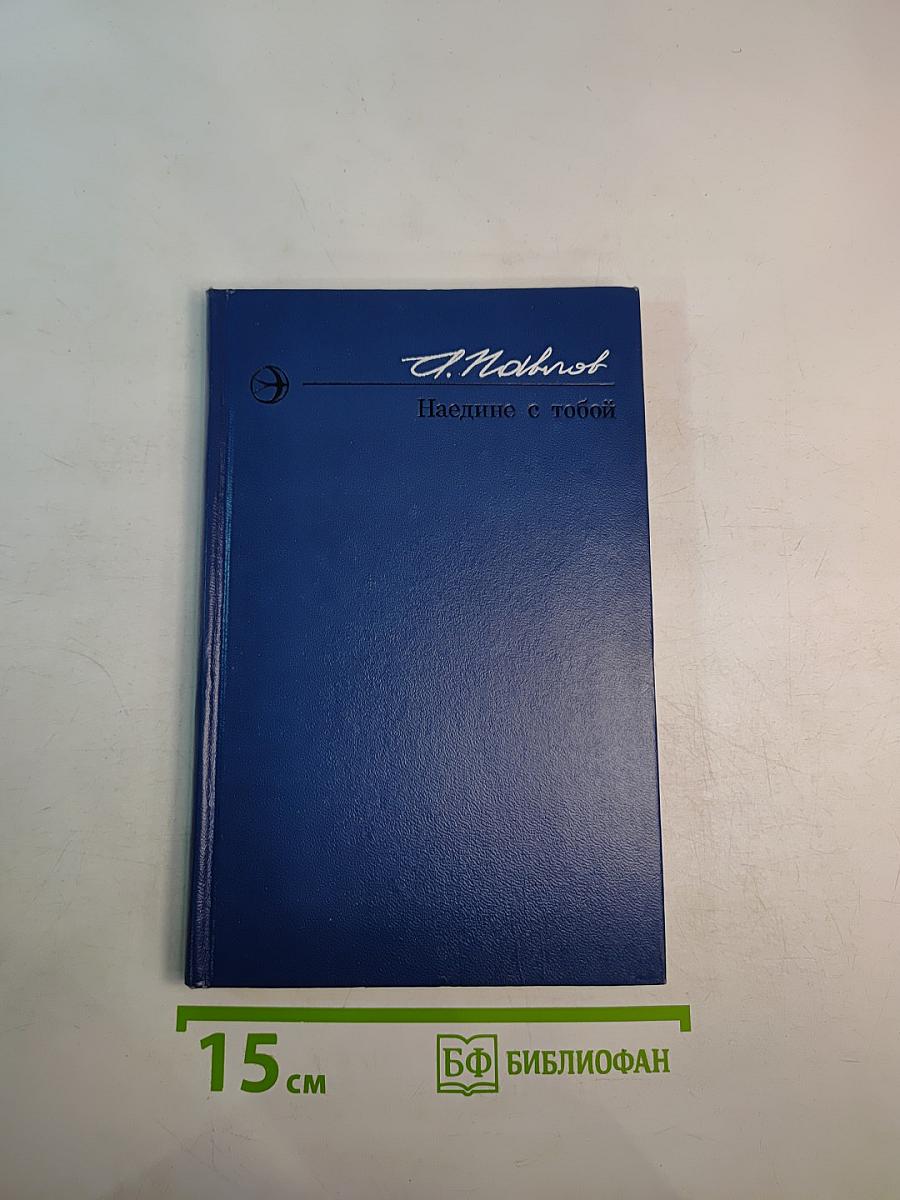 А. Павлов
Наедине с тобой
15 см
БФ БИБЛИОФАН